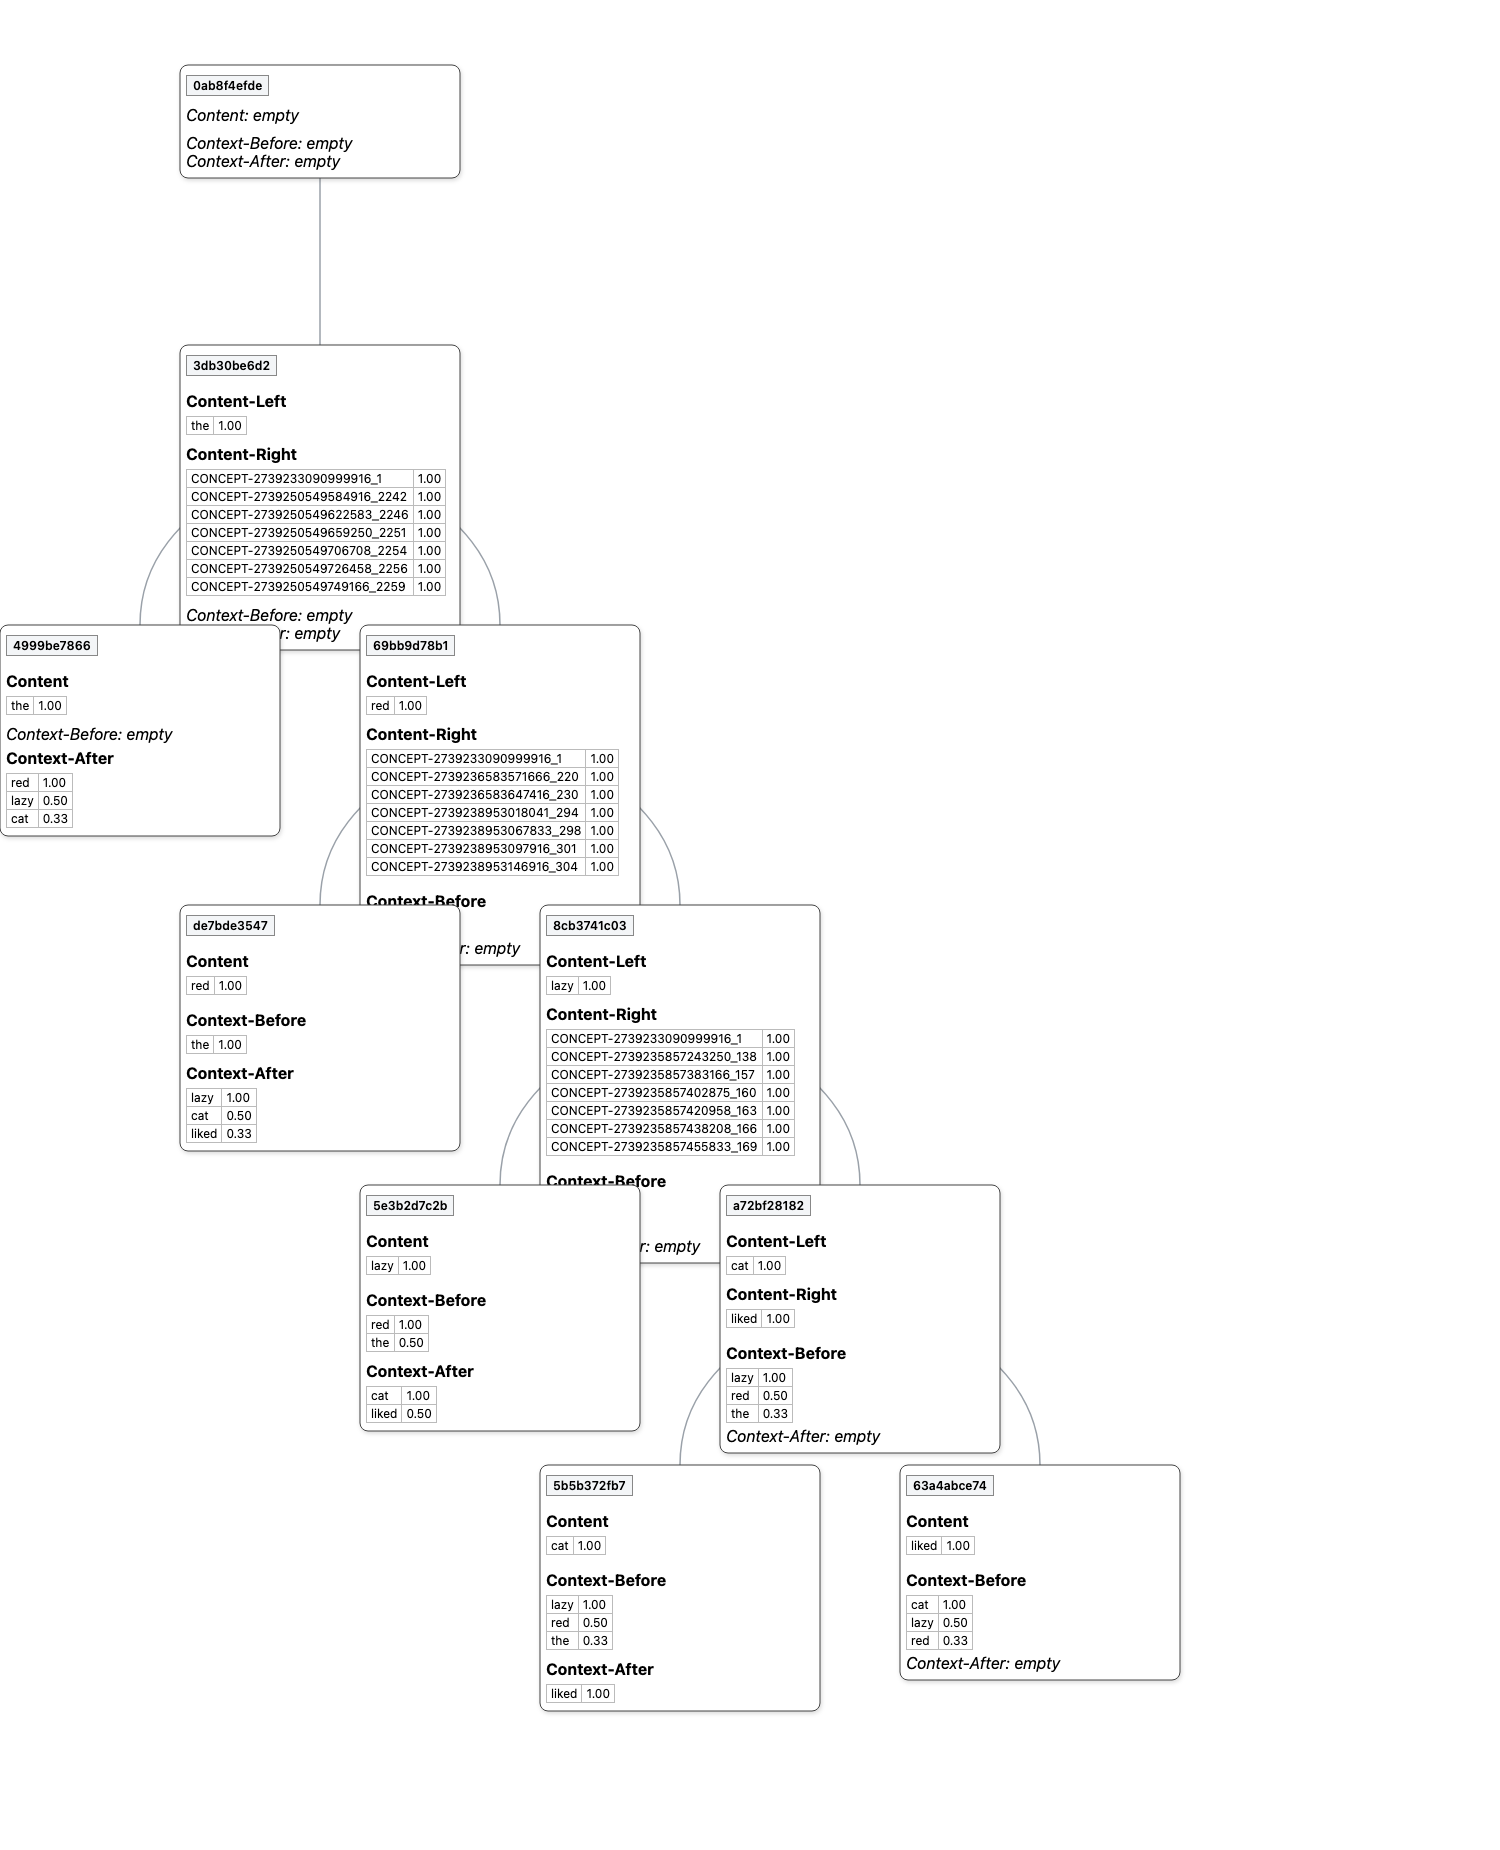 0ab8f4efde
Content: empty
Context-Before: empty
Context-After: empty
3db30be6d2
Content-Left
the 1.00
Content-Right
CONCEPT-2739233090999916_1 1.00
CONCEPT-2739250549584916_2242 1.00
CONCEPT-2739250549622583_2246 1.00
CONCEPT-2739250549659250_2251 1.00
CONCEPT-2739250549706708_2254 1.00
CONCEPT-2739250549726458_2256 1.00
CONCEPT-2739250549749166_2259 1.00
Context-Before: empty
r: empty
4999be7866
Content
the 1.00
Context-Before: empty
Context-After
red 1.00
lazy 0.50
cat 0.33
69bb9d78b1
Content-Left
red 1.00
Content-Right
CONCEPT-2739233090999916_1 1.00
CONCEPT-2739236583571666_220 1.00
CONCEPT-2739236583647416_230 1.00
CONCEPT-2739238953018041_294 1.00
CONCEPT-2739238953067833_298 1.00
CONCEPT-2739238953097916_301 1.00
CONCEPT-2739238953146916_304 1.00
Context-Before
r: empty
de7bde3547
Content
red 1.00
Context-Before
the 1.00
Context-After
lazy 1.00
cat 0.50
liked 0.33
8cb3741c03
Content-Left
lazy 1.00
Content-Right
CONCEPT-2739233090999916_1 1.00
CONCEPT-2739235857243250_138 1.00
CONCEPT-2739235857383166_157 1.00
CONCEPT-2739235857402875_160 1.00
CONCEPT-2739235857420958_163 1.00
CONCEPT-2739235857438208_166 1.00
CONCEPT-2739235857455833_169 1.00
Context-Before
r: empty
5e3b2d7c2b
Content
lazy 1.00
Context-Before
red 1.00
the 0.50
Context-After
cat 1.00
liked 0.50
a72bf28182
Content-Left
cat 1.00
Content-Right
liked 1.00
Context-Before
lazy 1.00
red 0.50
the 0.33
Context-After: empty
5b5b372fb7
Content
cat 1.00
Context-Before
lazy 1.00
red 0.50
the 0.33
Context-After
liked 1.00
63a4abce74
Content
liked 1.00
Context-Before
cat 1.00
lazy 0.50
red 0.33
Context-After: empty